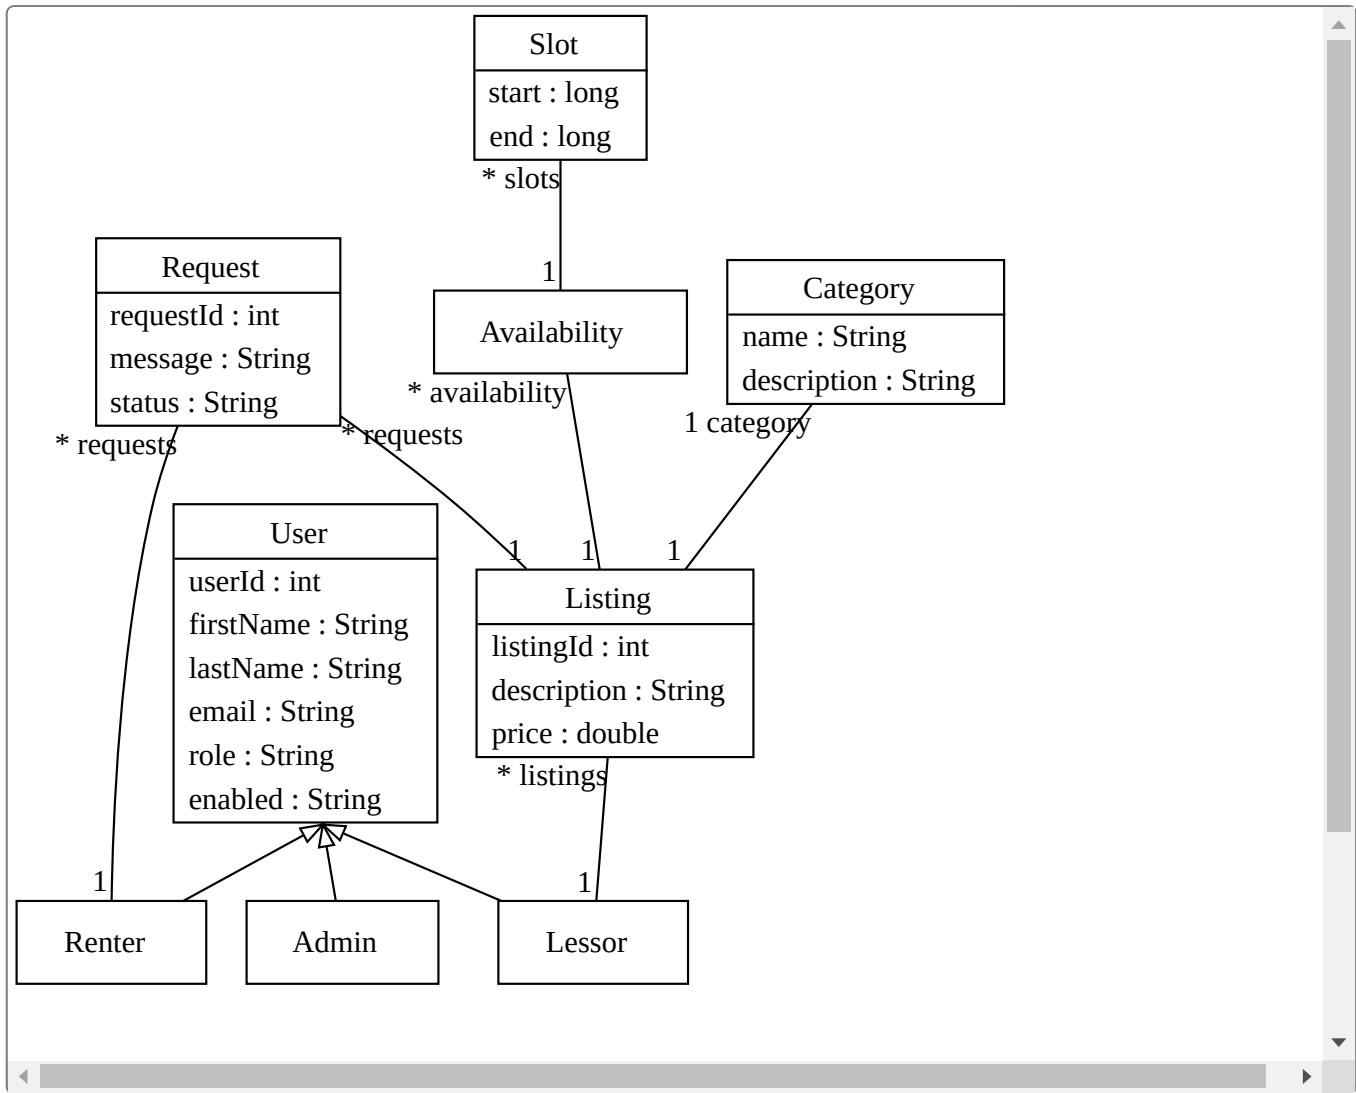 Slot
start : long
end : long
* slots
1
Request
requestId : int
message : String
status : String
* requests
* requests
Availability
* availability
Category
name : String
description : String
1 category
1
1
1
User
userId : int
firstName : String
lastName : String
email : String
role : String
enabled : String
Listing
listingId : int
description : String
price : double
* listings
1
1
Renter
Admin
Lessor